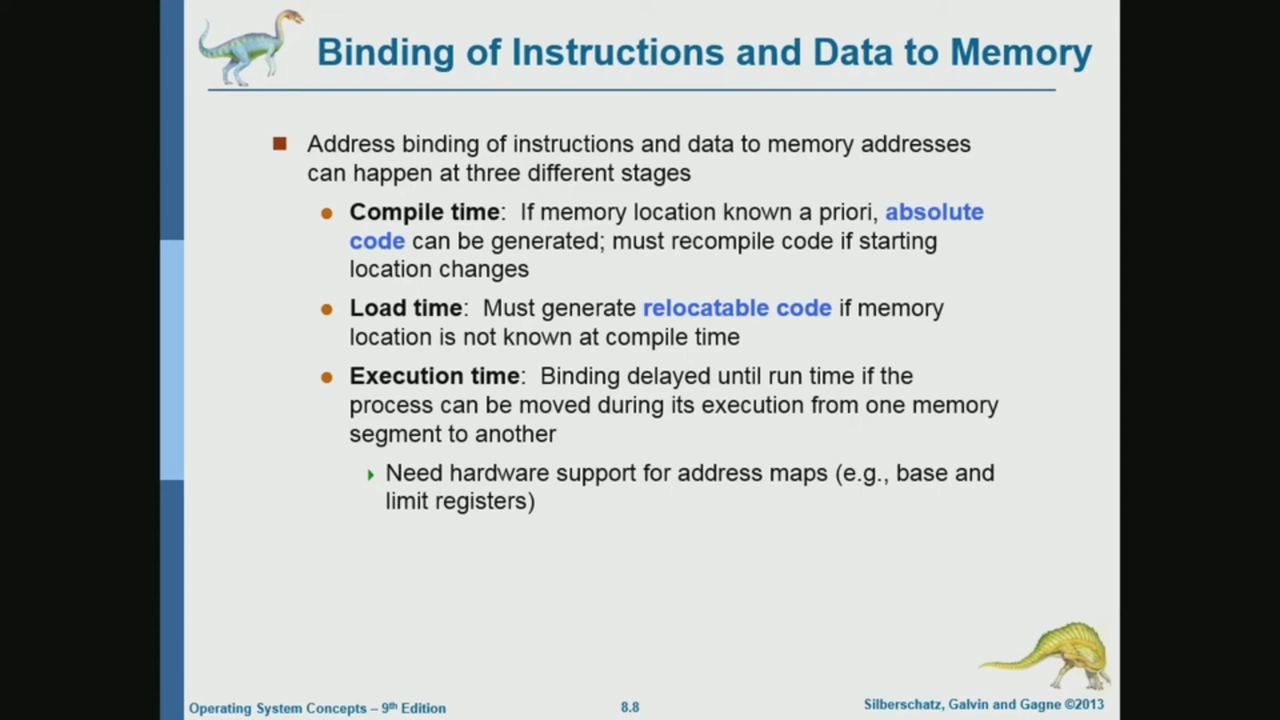 Binding of Instructions and Data to Memory
Address binding of instructions and data to memory addresses
can happen at three different stages
Compile time: If memory location known a priori, absolute
code can be generated; must recompile code if starting
location changes
Load time: Must generate relocatable code if memory
location is not known at compile time
Execution time: Binding delayed until run time if the
process can be moved during its execution from one memory
segment to another
Need hardware support for address maps (e.g., base and
limit registers)
Operating System Concepts – 9th Edition
8.8
Silberschatz, Galvin and Gagne ©2013